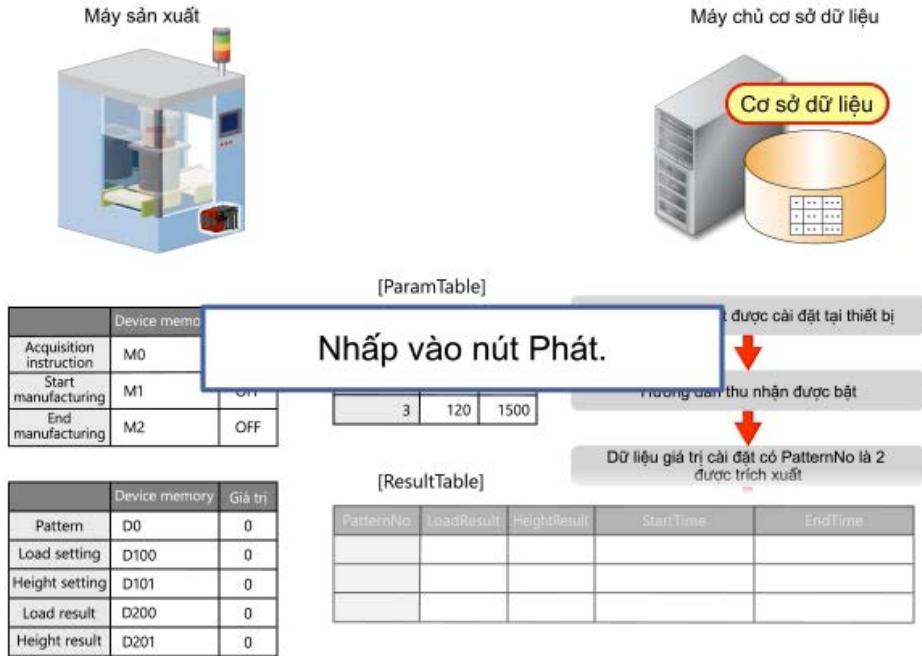 Máy sản xuất
Máy chủ cơ sở dữ liệu
Cơ sở dữ liệu
[ParamTable]
Nhấp vào nút Phát.
được cài đặt tại thiết bị
thu nhận được bật
Dữ liệu giá trị cài đặt có PatternNo là 2
được trích xuất
Device memo
Acquisition
instruction
M0
Start
manufacturing
M1
End
manufacturing
M2 OFF
3 120 1500
[ResultTable]
Device memory Giá trị
Pattern D0 0
Load setting D100 0
Height setting D101 0
Load result D200 0
Height result D201 0
PatternNo LoadResult HeightResult StartTime EndTime